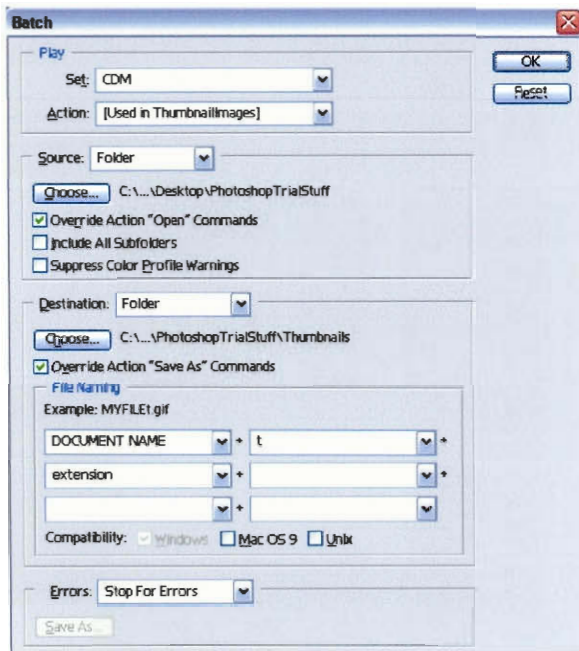 Batch
Play
Set: CDM
Action: [Used in ThumbnailImages]
OK
Reset
Source: Folder
Choose... C:\...\Desktop\PhotoshopTrialStuff
Override Action "Open" Commands
Include All Subfolders
Suppress Color Profile Warnings
Destination: Folder
Choose... C:\...\PhotoshopTrialStuff\Thumbnails
Override Action "Save As" Commands
File Naming
Example: MYFILEt.gif
DOCUMENT NAME + t +
extension + +
+
Compatibility: Windows Mac OS 9 Unix
Errors: Stop For Errors
Save As...